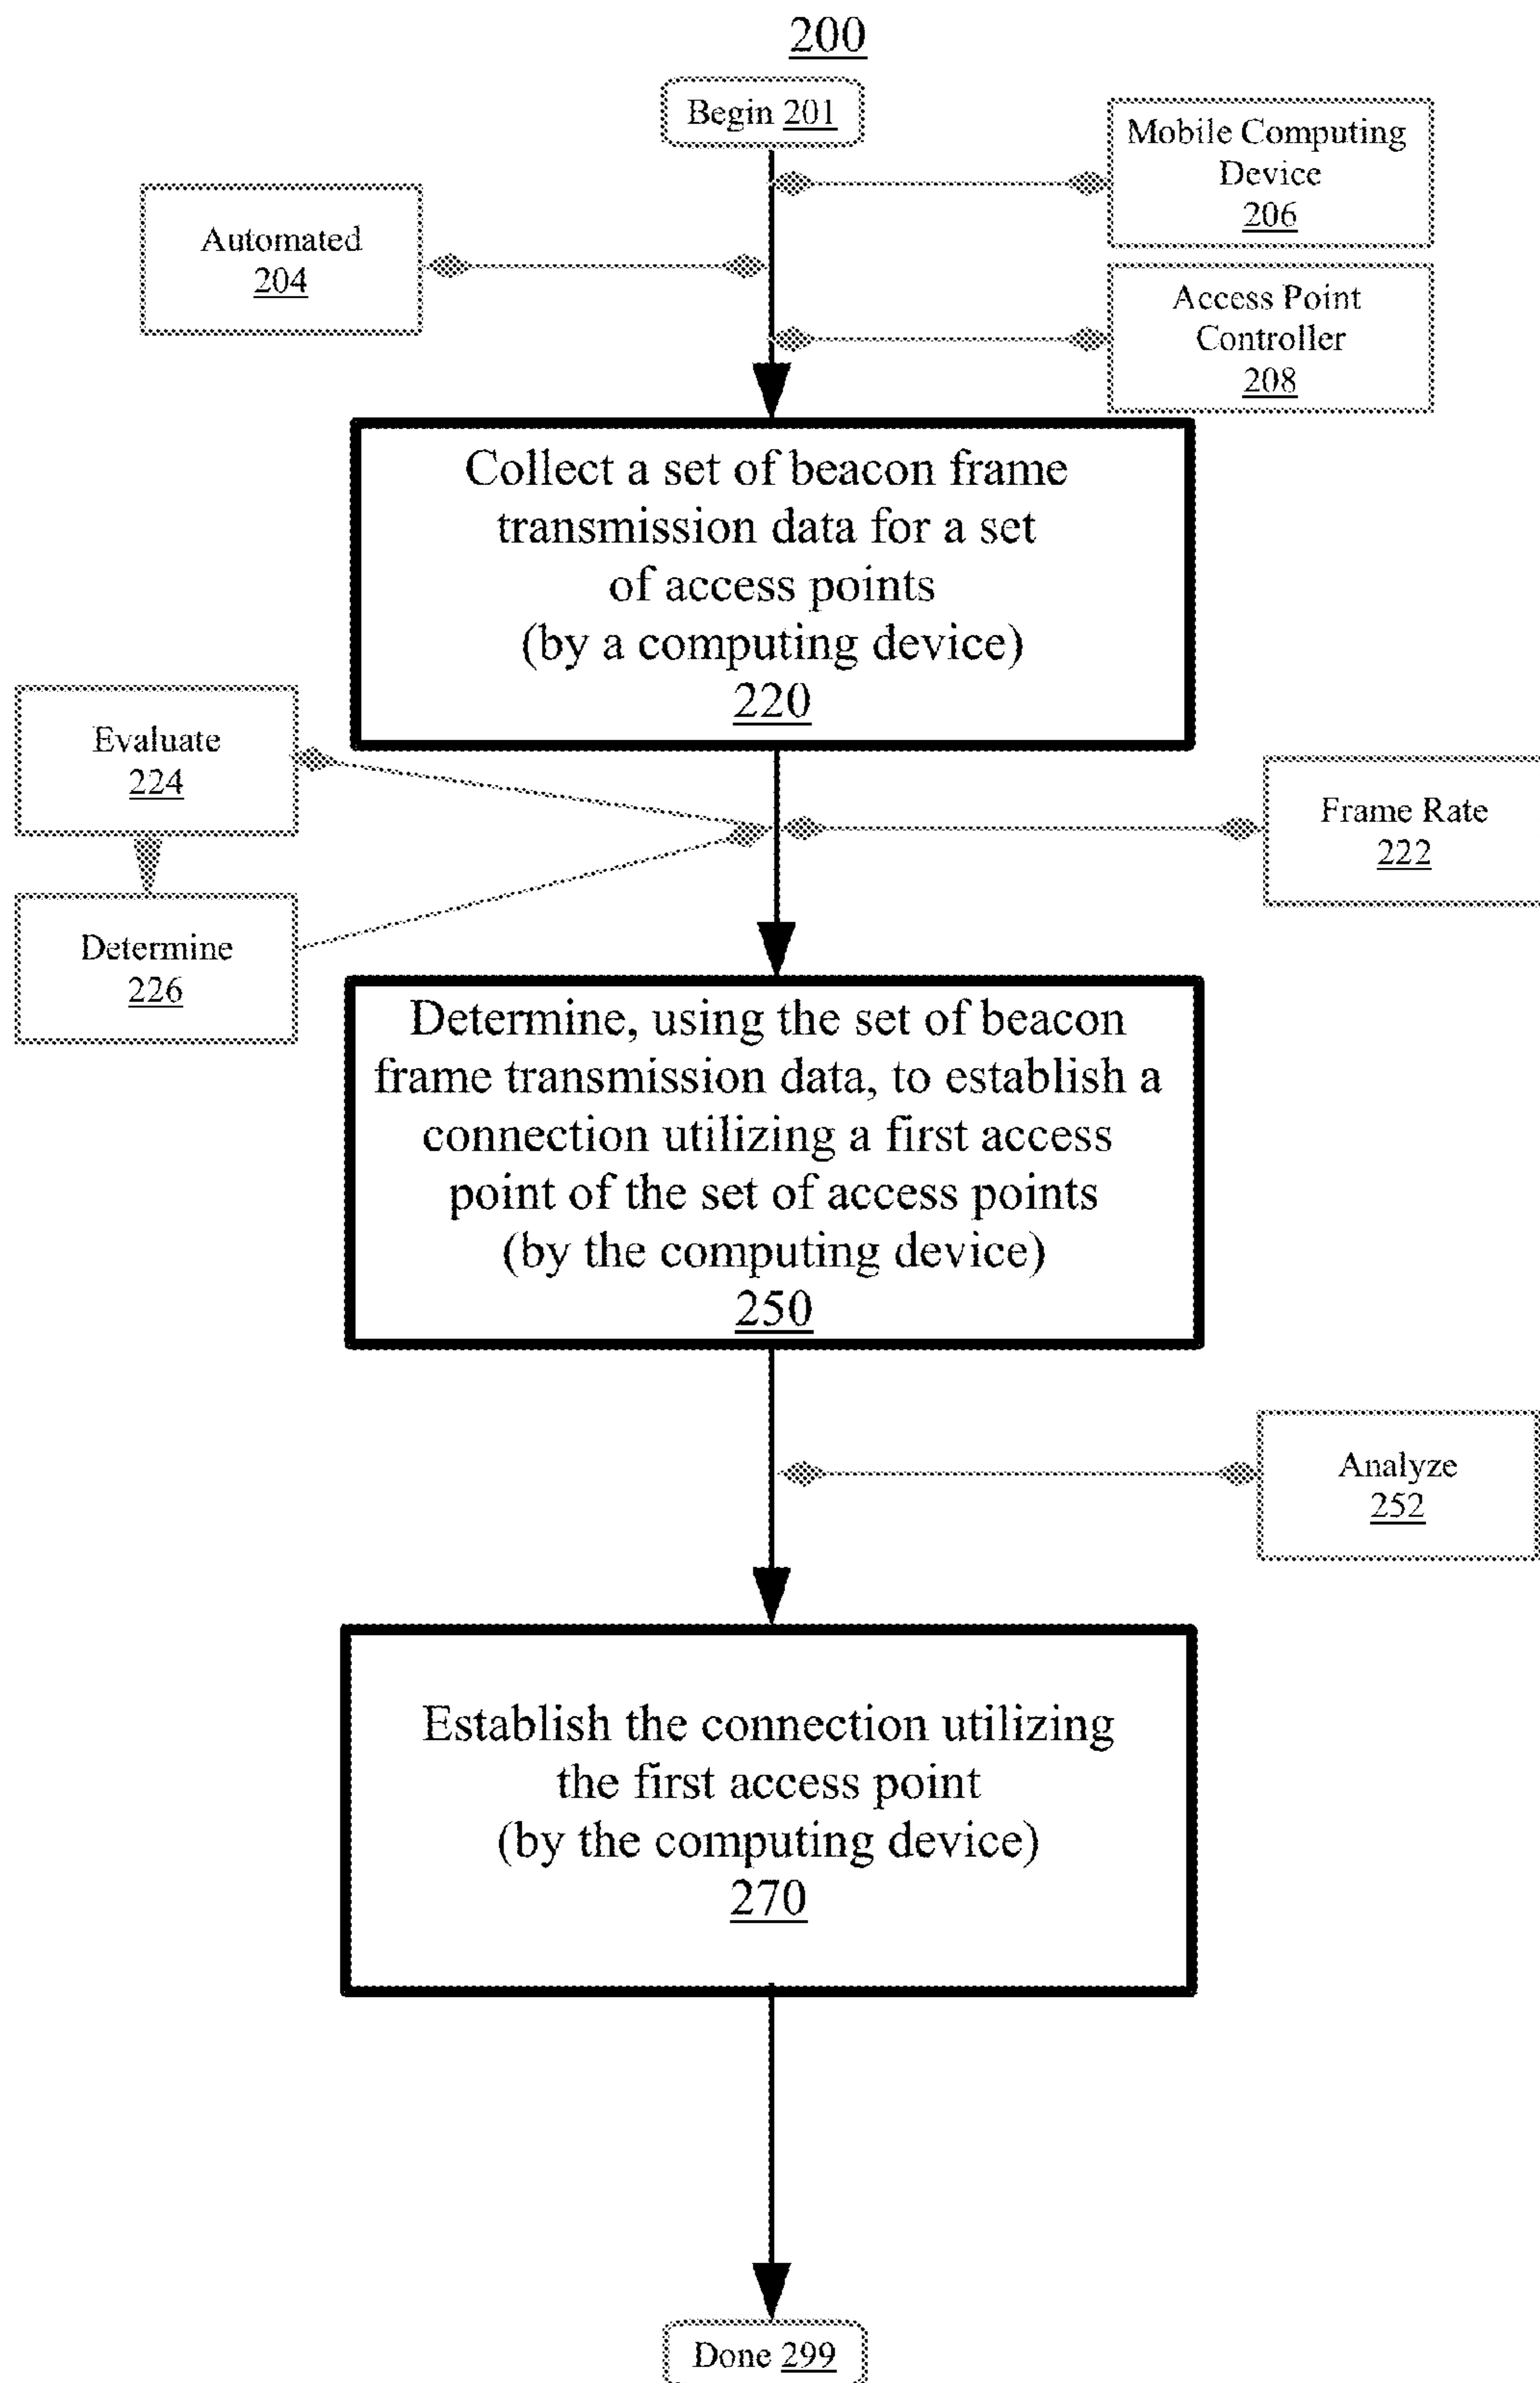 200
Begin 201
Mobile Computing
Device
206
Automated
204
Access Point
Controller
208
Collect a set of beacon frame
transmission data for a set
of access points
(by a computing device)
220
Evaluate
224
Frame Rate
222
Determine
226
Determine, using the set of beacon
frame transmission data, to establish a
connection utilizing a first access
point of the set of access points
(by the computing device)
250
Analyze
252
Establish the connection utilizing
the first access point
(by the computing device)
270
Done 299